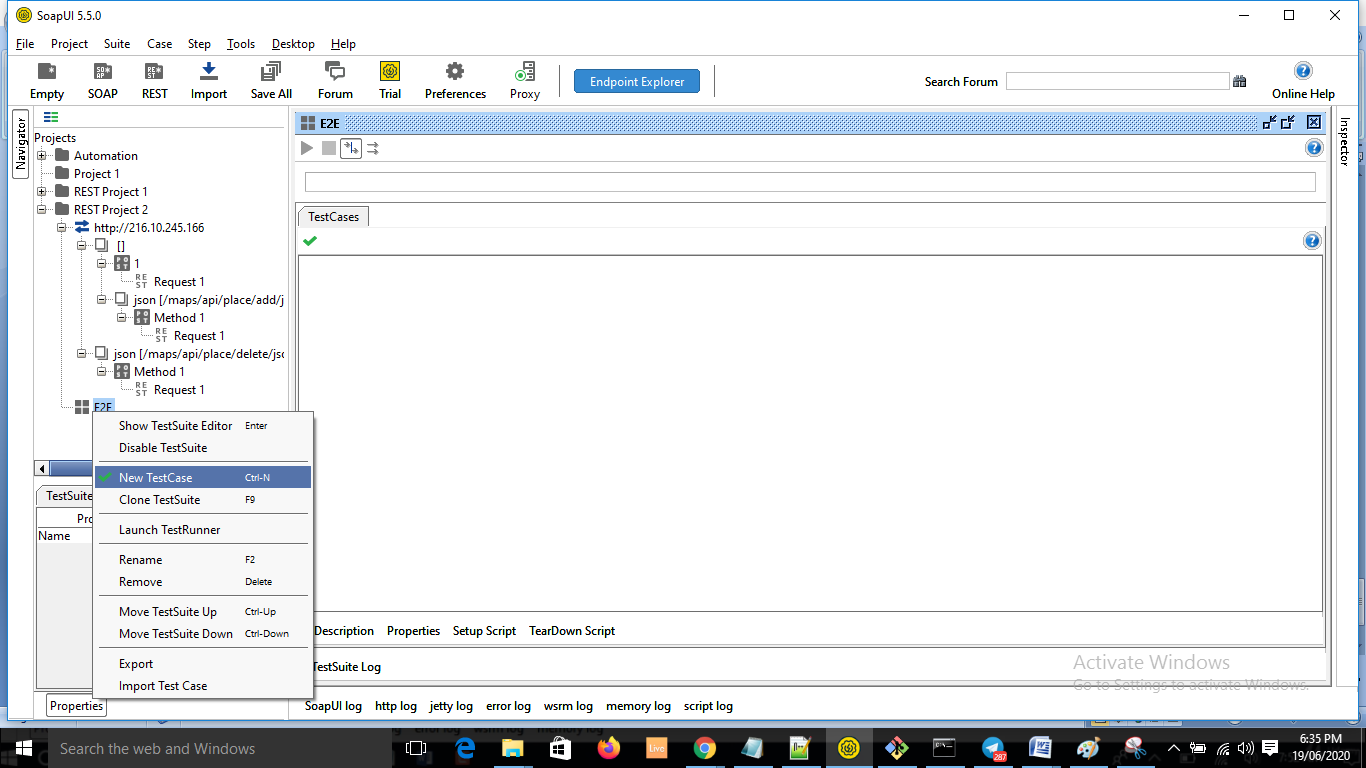 SoapUI 5.5.0
File Project Suite Case Step Tools Desktop Help
Empty SOAP REST Import Save All Forum Trial Preferences Proxy Endpoint Explorer Search Forum Online Help
Navigator
Projects
Automation
Project 1
REST Project 1
REST Project 2
http://216.10.245.166
[]
1
Request 1
json [/maps/api/place/add/j
Method 1
Request 1
json [/maps/api/place/delete/jso
Method 1
Request 1
E2E
Show TestSuite Editor Enter
Disable TestSuite
New TestCase Ctrl-N
Clone TestSuite F9
Launch TestRunner
Rename F2
Remove Delete
Move TestSuite Up Ctrl-Up
Move TestSuite Down Ctrl-Down
Export
Import Test Case
TestSuite
Pro
Name
Properties
E2E
TestCases
Description Properties Setup Script TearDown Script
TestSuite Log
SoapUI log http log jetty log error log wsrm log memory log script log
Inspector
Activate Windows
Go to Settings to activate Windows.
Search the web and Windows
Live
287
6:35 PM
19/06/2020